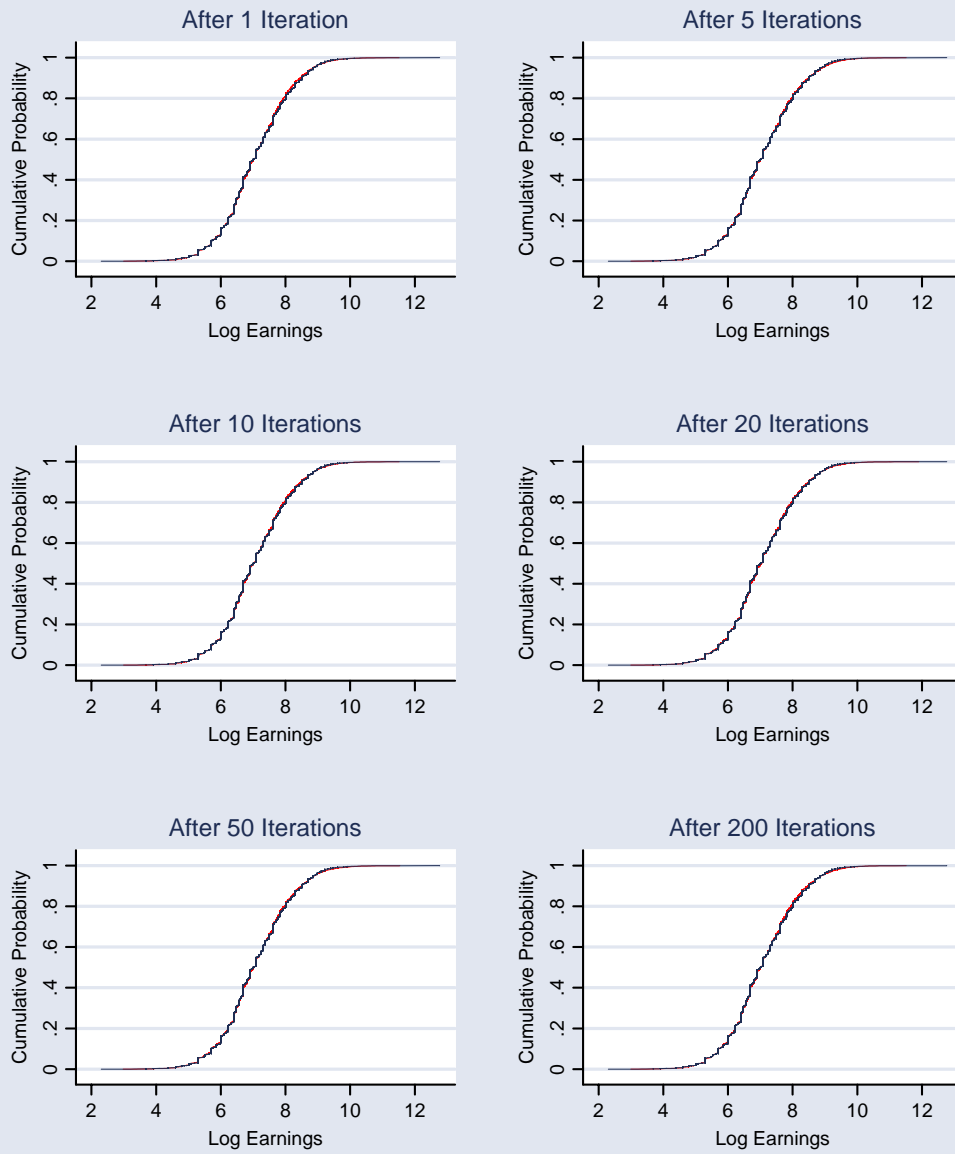 After 1 Iteration
Cumulative Probability
1
.8
.6
.4
.2
0
2 4 6 8 10 12
Log Earnings
After 5 Iterations
Cumulative Probability
1
.8
.6
.4
.2
0
2 4 6 8 10 12
Log Earnings
After 10 Iterations
Cumulative Probability
1
.8
.6
.4
.2
0
2 4 6 8 10 12
Log Earnings
After 20 Iterations
Cumulative Probability
1
.8
.6
.4
.2
0
2 4 6 8 10 12
Log Earnings
After 50 Iterations
Cumulative Probability
1
.8
.6
.4
.2
0
2 4 6 8 10 12
Log Earnings
After 200 Iterations
Cumulative Probability
1
.8
.6
.4
.2
0
2 4 6 8 10 12
Log Earnings